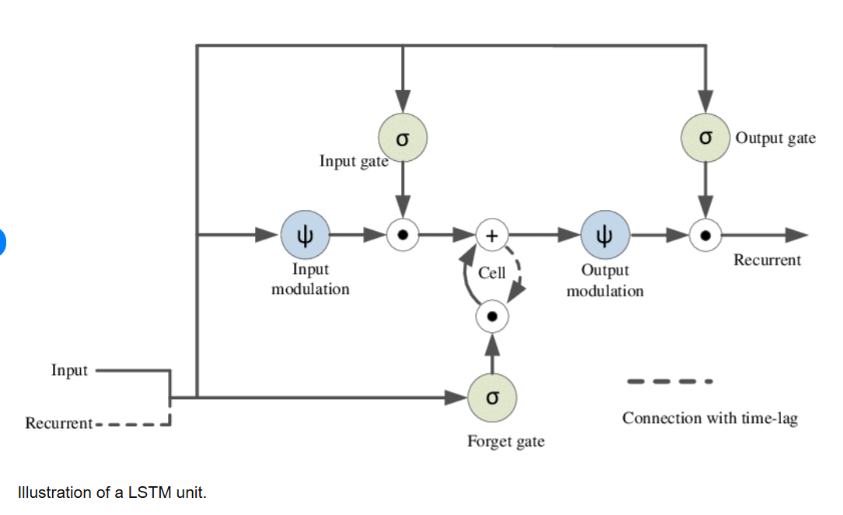 σ
σ
Output gate
Input gate
ψ
+
ψ
Input
modulation
Cell
Output
modulation
Recurrent
Input
Recurrent
σ
Forget gate
Connection with time-lag
Illustration of a LSTM unit.